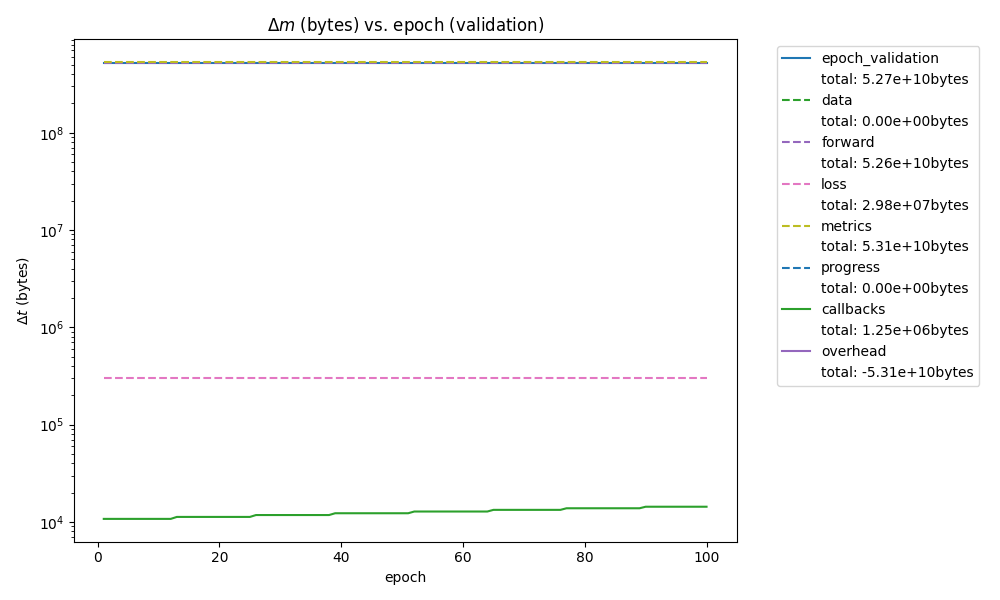 Δm (bytes) vs. epoch (validation)
Δt (bytes)
10⁸
10⁷
10⁶
10⁵
10⁴
0 20 40 60 80 100
epoch
epoch_validation
total: 5.27e+10bytes
data
total: 0.00e+00bytes
forward
total: 5.26e+10bytes
loss
total: 2.98e+07bytes
metrics
total: 5.31e+10bytes
progress
total: 0.00e+00bytes
callbacks
total: 1.25e+06bytes
overhead
total: -5.31e+10bytes